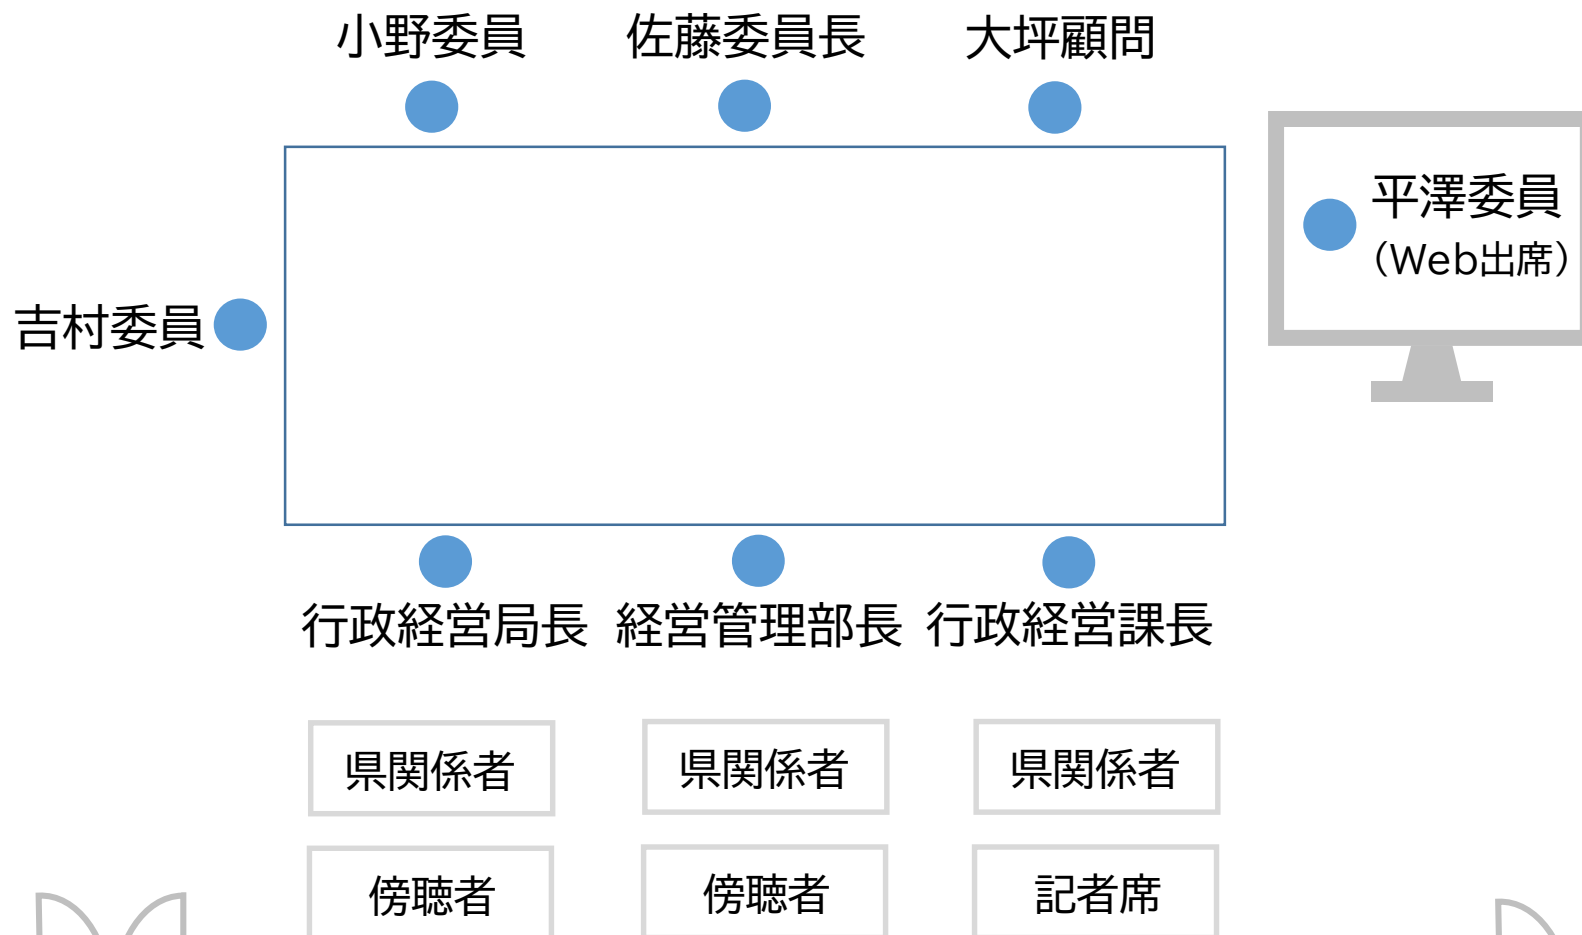 小野委員
佐藤委員長
大坪顧問
平澤委員
（Web出席）
吉村委員
行政経営局長
経営管理部長
行政経営課長
県関係者
県関係者
県関係者
傍聴者
傍聴者
記者席